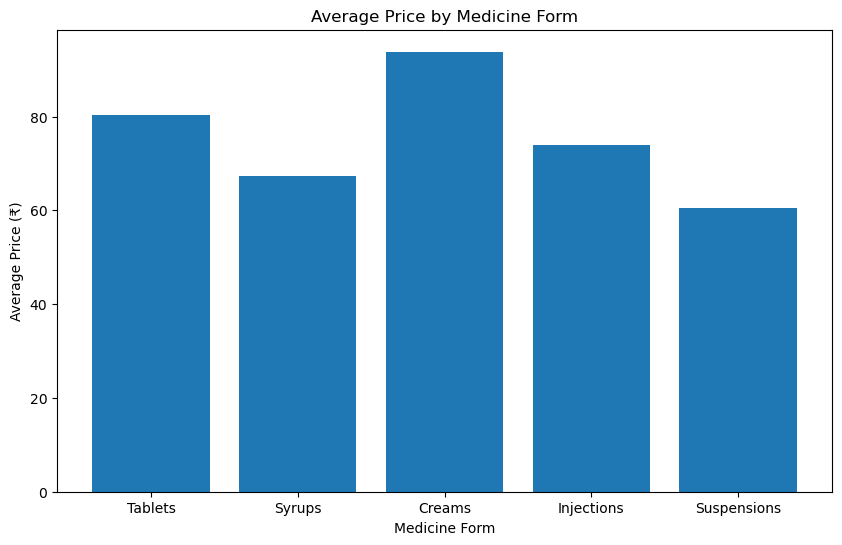 Average Price by Medicine Form
Average Price (₹)
80
60
40
20
0
Tablets Syrups Creams Injections Suspensions
Medicine Form